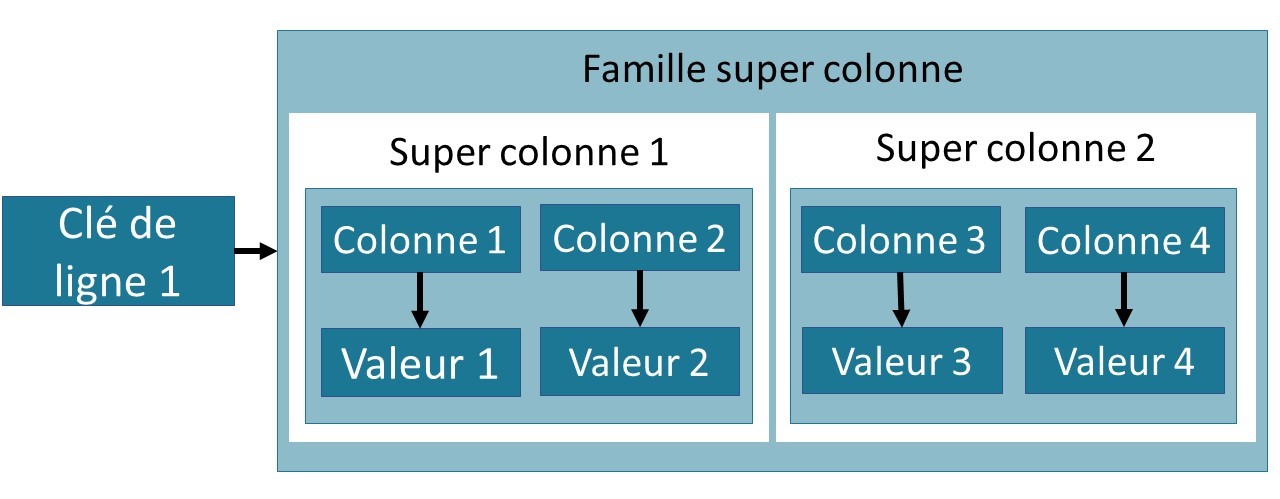 Famille super colonne
Super colonne 1
Super colonne 2
Clé de
ligne 1
Colonne 1
Colonne 2
Colonne 3
Colonne 4
Valeur 1
Valeur 2
Valeur 3
Valeur 4